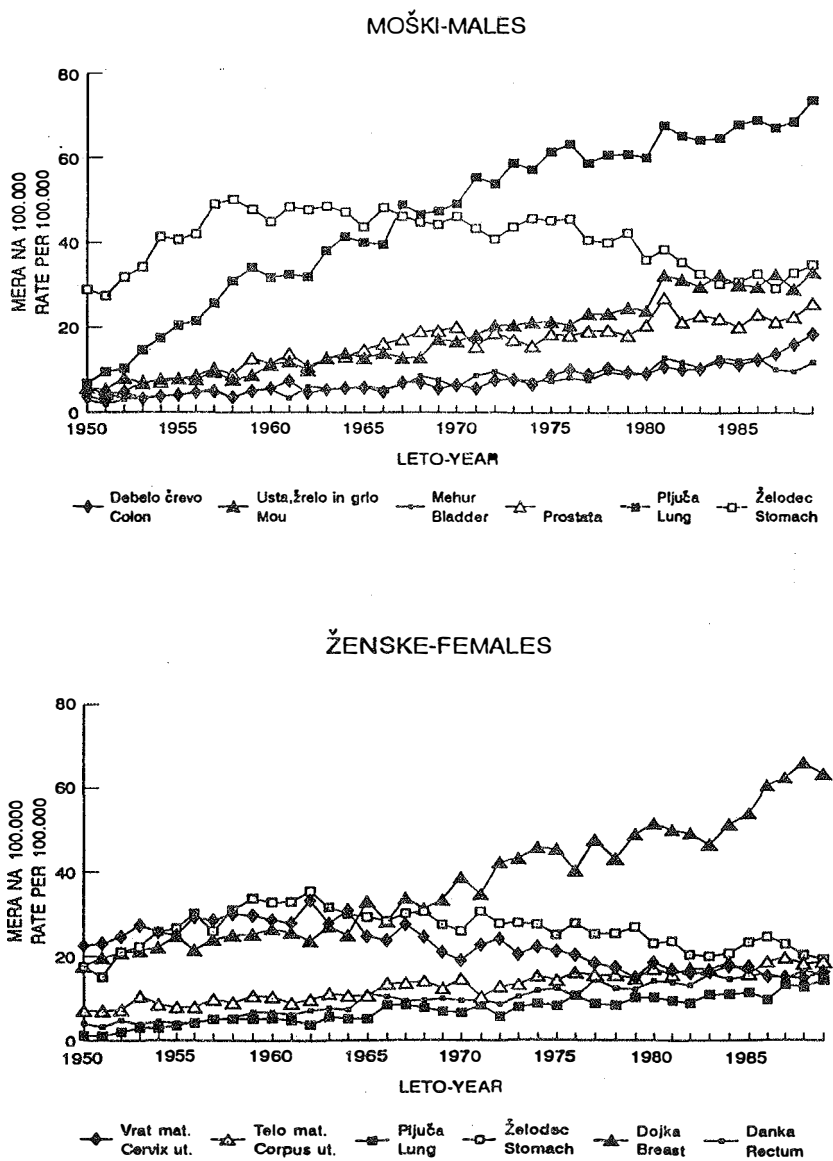 MOŠKI-MALES
MERA NA 100.000
RATE PER 100.000
80
60
40
20
0
1950 1955 1960 1965 1970 1975 1980 1985
LETO-YEAR
Debelo črevo Usta,žrelo in grlo Mehur Pljuča Želodec
Colon Mou Bladder Prostata Lung Stomach
ŽENSKE-FEMALES
MERA NA 100.000
RATE PER 100.000
80
60
40
20
0
1950 1955 1960 1965 1970 1975 1980 1985
LETO-YEAR
Vrat mat. Telo mat. Pljuča Želodec Dojka Danka
Cervix ut. Corpus ut. Lung Stomach Breast Rectum